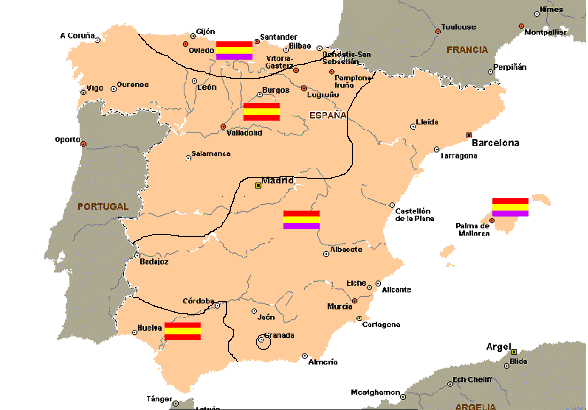 Nimes
Toulouse
Montpellier
FRANCIA
Perpiñán
A Coruña
Gijón
Oviedo
Santander
Bilbao
Donostia-San
Sebastián
Vitoria-
Gasteiz
Pamplona
Iruña
Logroño
León
Burgos
Vigo
Ourense
ESPAÑA
Valladolid
Lleida
Barcelona
Tarragona
Oporto
Salamanca
Madrid
PORTUGAL
Castellón
de la Plana
Palma de
Mallorca
Badajoz
Albacete
Elche
Alicante
Murcia
Cartagena
Córdoba
Jaén
Huelva
Granada
Almería
Argel
Blida
Ech Cheliff
Mostaghanem
ARGELIA
Tánger